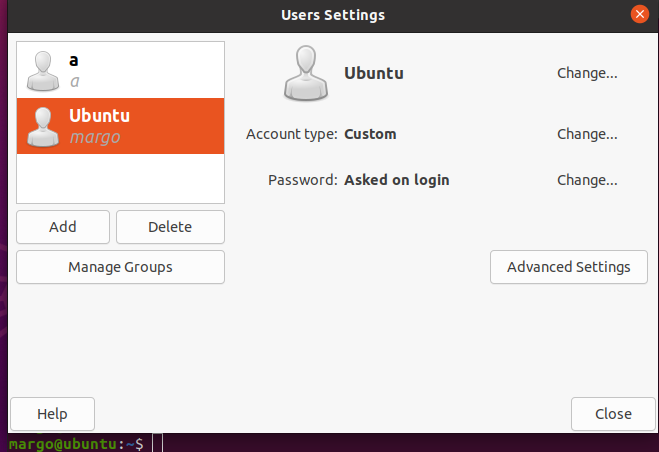 Users Settings
a
a
Ubuntu
margo
Ubuntu
Change...
Account type: Custom
Change...
Password: Asked on login
Change...
Add
Delete
Manage Groups
Advanced Settings
Help
Close
margo@ubuntu:~$